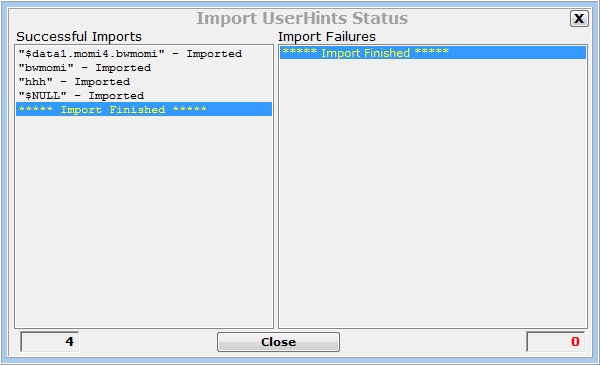 Import UserHints Status
X
Successful Imports
Import Failures
"$data1.momi4.bwmomi" - Imported
"bwmomi" - Imported
"hhh" - Imported
"$NULL" - Imported
***** Import Finished *****
***** Import Finished *****
4
Close
0